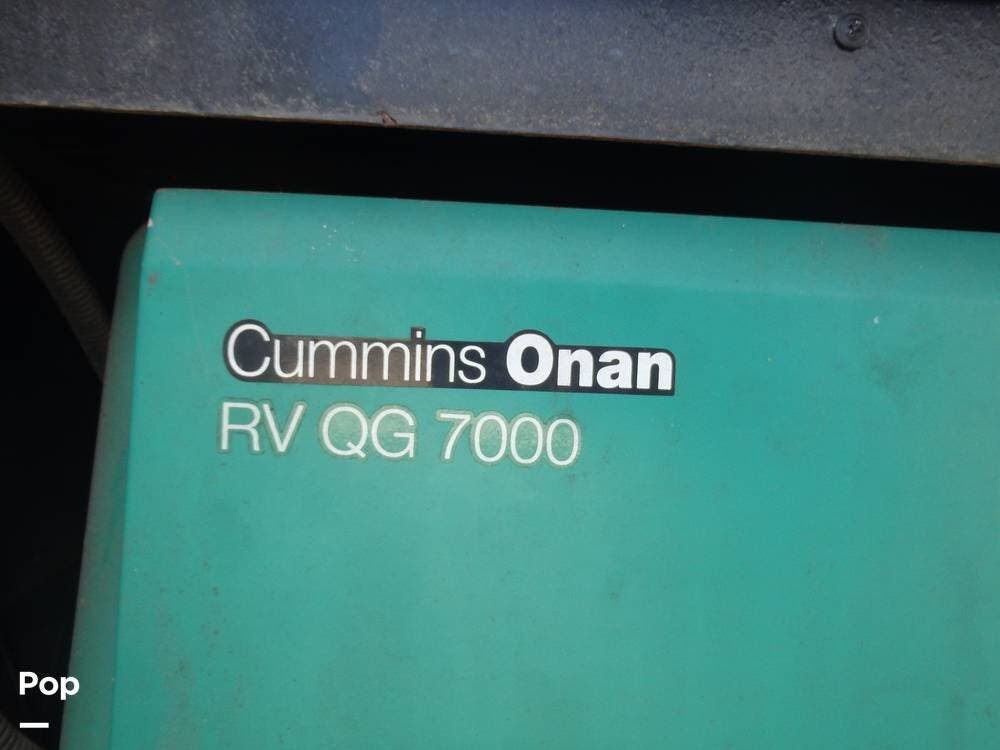 Cummins Onan
RV QG 7000
Pop